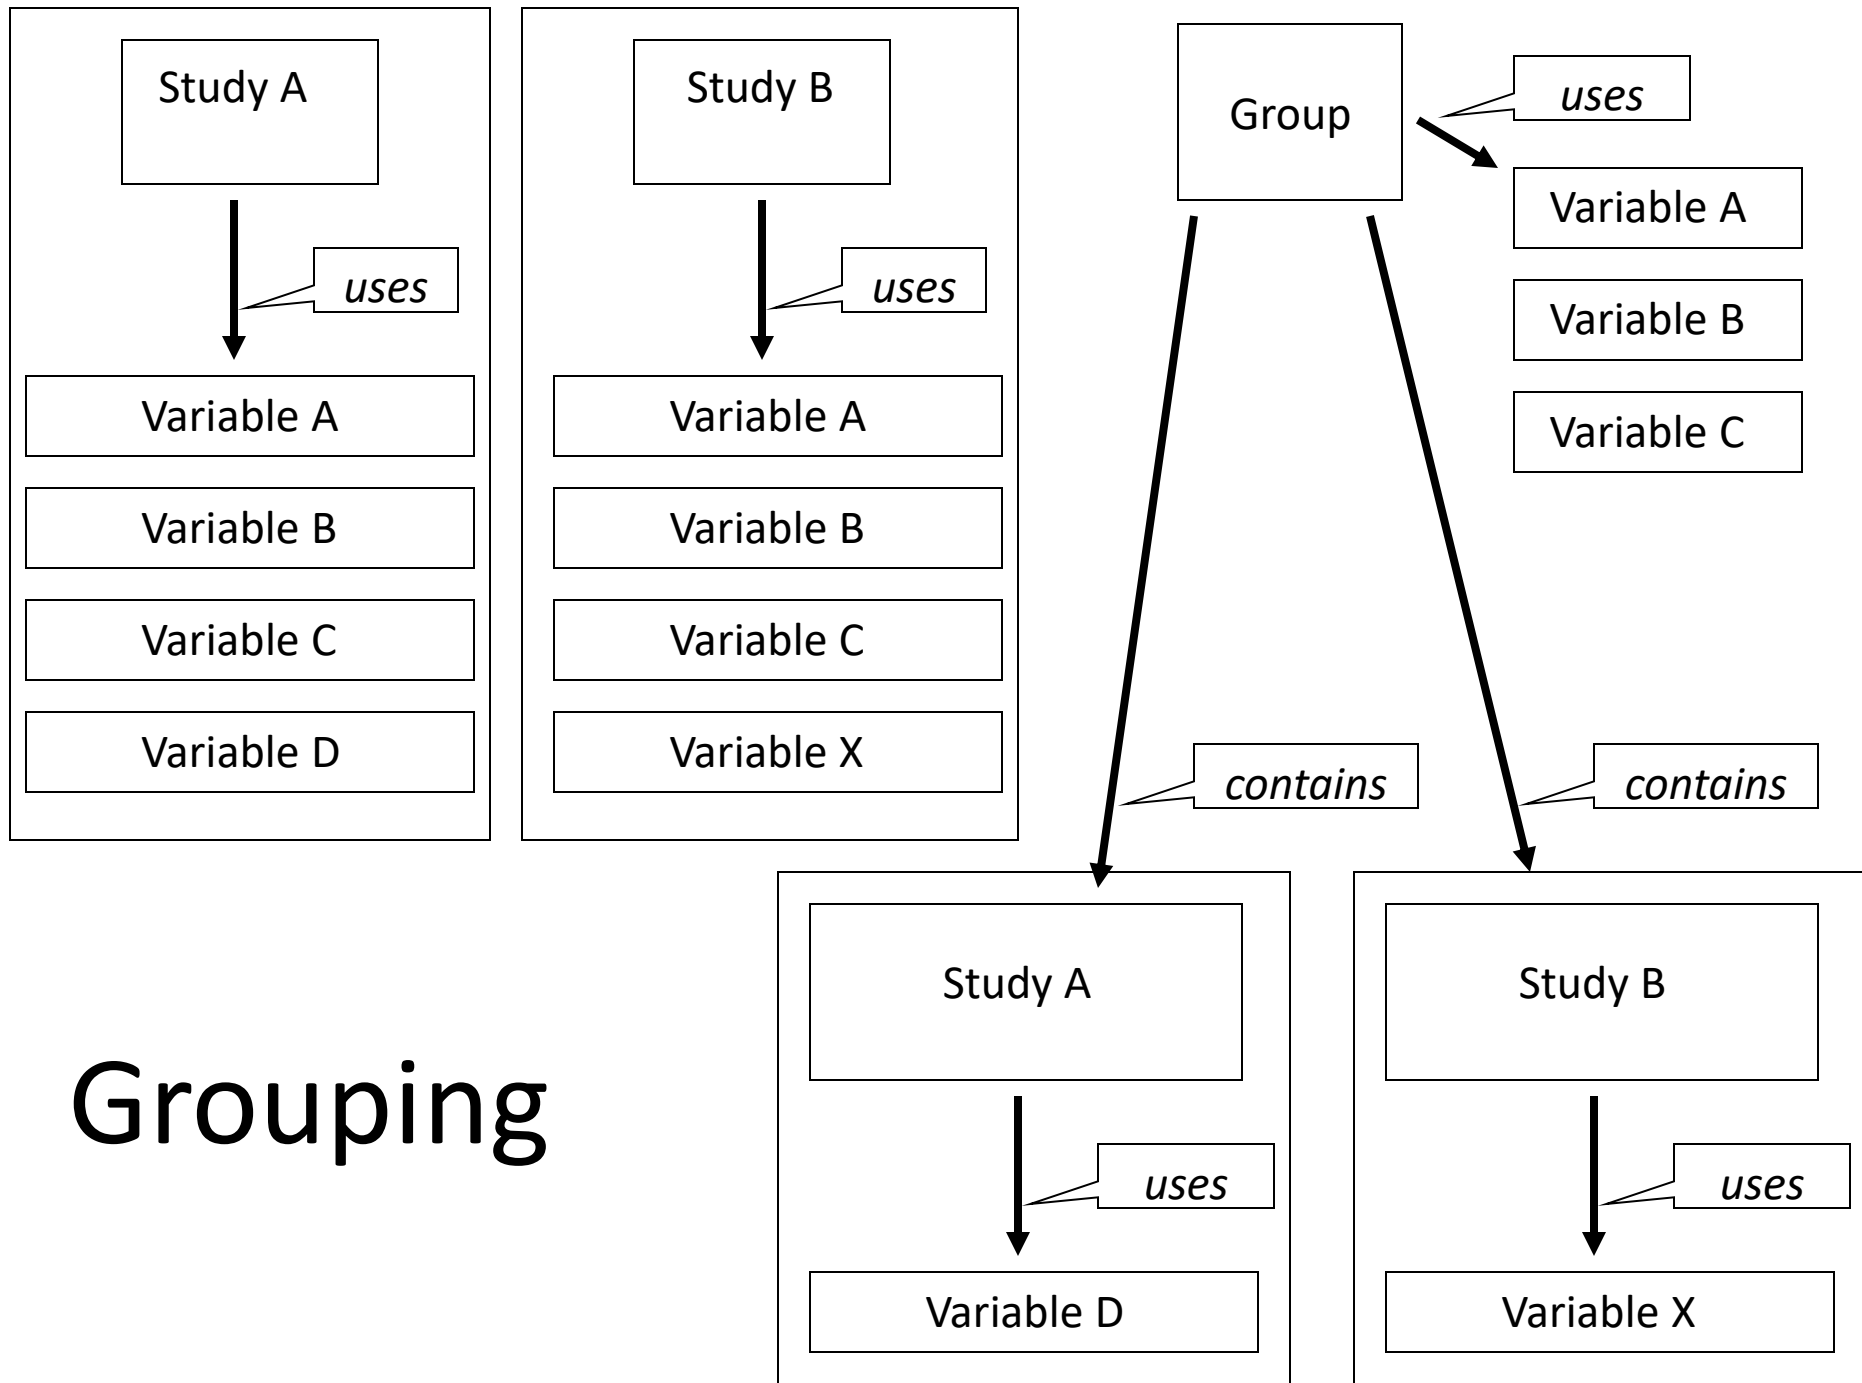 Study A
uses
Variable A
Variable B
Variable C
Variable D
Study B
uses
Variable A
Variable B
Variable C
Variable X
Group
uses
Variable A
Variable B
Variable C
contains
contains
Study A
uses
Variable D
Study B
uses
Variable X
Grouping